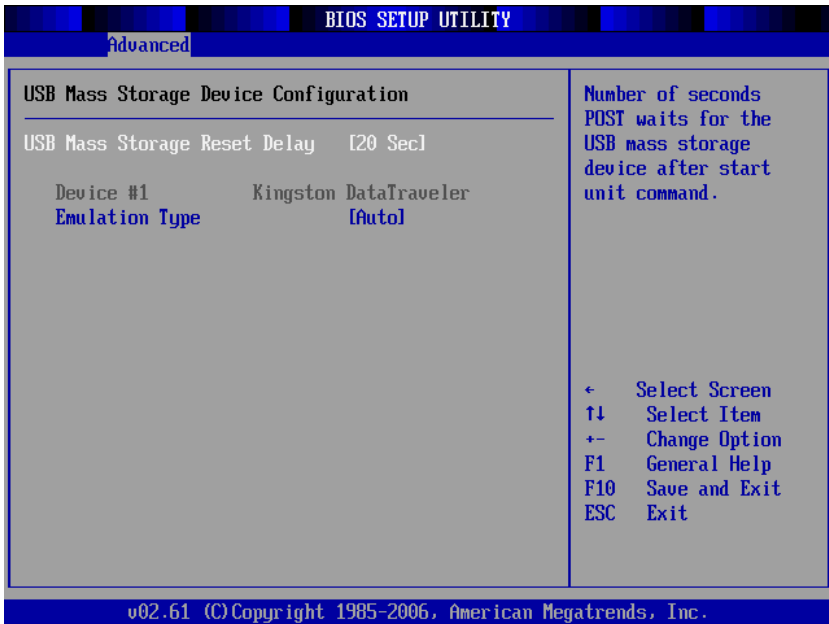 BIOS SETUP UTILITY
Advanced
USB Mass Storage Device Configuration
USB Mass Storage Reset Delay [20 Sec]
Device #1 Kingston DataTraveler
Emulation Type [Auto]
Number of seconds
POST waits for the
USB mass storage
device after start
unit command.
← Select Screen
↑↓ Select Item
+- Change Option
F1 General Help
F10 Save and Exit
ESC Exit
v02.61 (C)Copyright 1985-2006, American Megatrends, Inc.